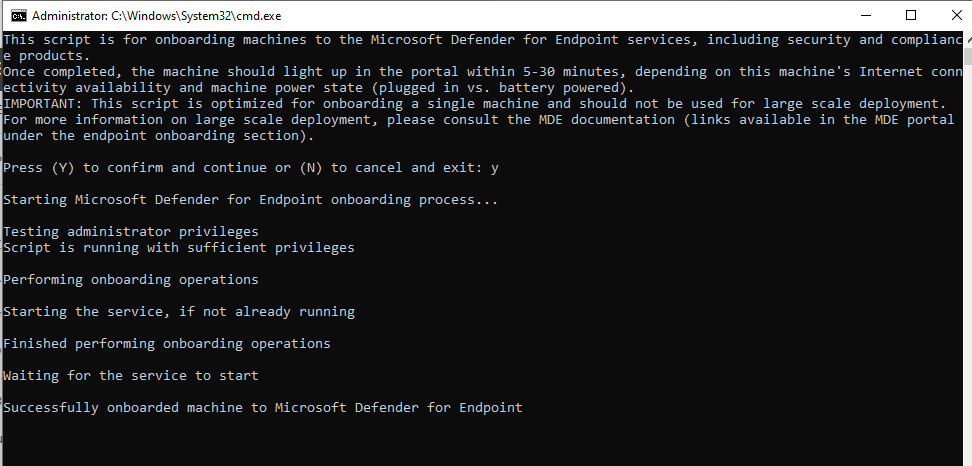 Administrator: C:\Windows\System32\cmd.exe
This script is for onboarding machines to the Microsoft Defender for Endpoint services, including security and complianc
e products.
Once completed, the machine should light up in the portal within 5-30 minutes, depending on this machine's Internet conn
ectivity availability and machine power state (plugged in vs. battery powered).
IMPORTANT: This script is optimized for onboarding a single machine and should not be used for large scale deployment.
For more information on large scale deployment, please consult the MDE documentation (links available in the MDE portal
under the endpoint onboarding section).
Press (Y) to confirm and continue or (N) to cancel and exit: y
Starting Microsoft Defender for Endpoint onboarding process...
Testing administrator privileges
Script is running with sufficient privileges
Performing onboarding operations
Starting the service, if not already running
Finished performing onboarding operations
Waiting for the service to start
Successfully onboarded machine to Microsoft Defender for Endpoint